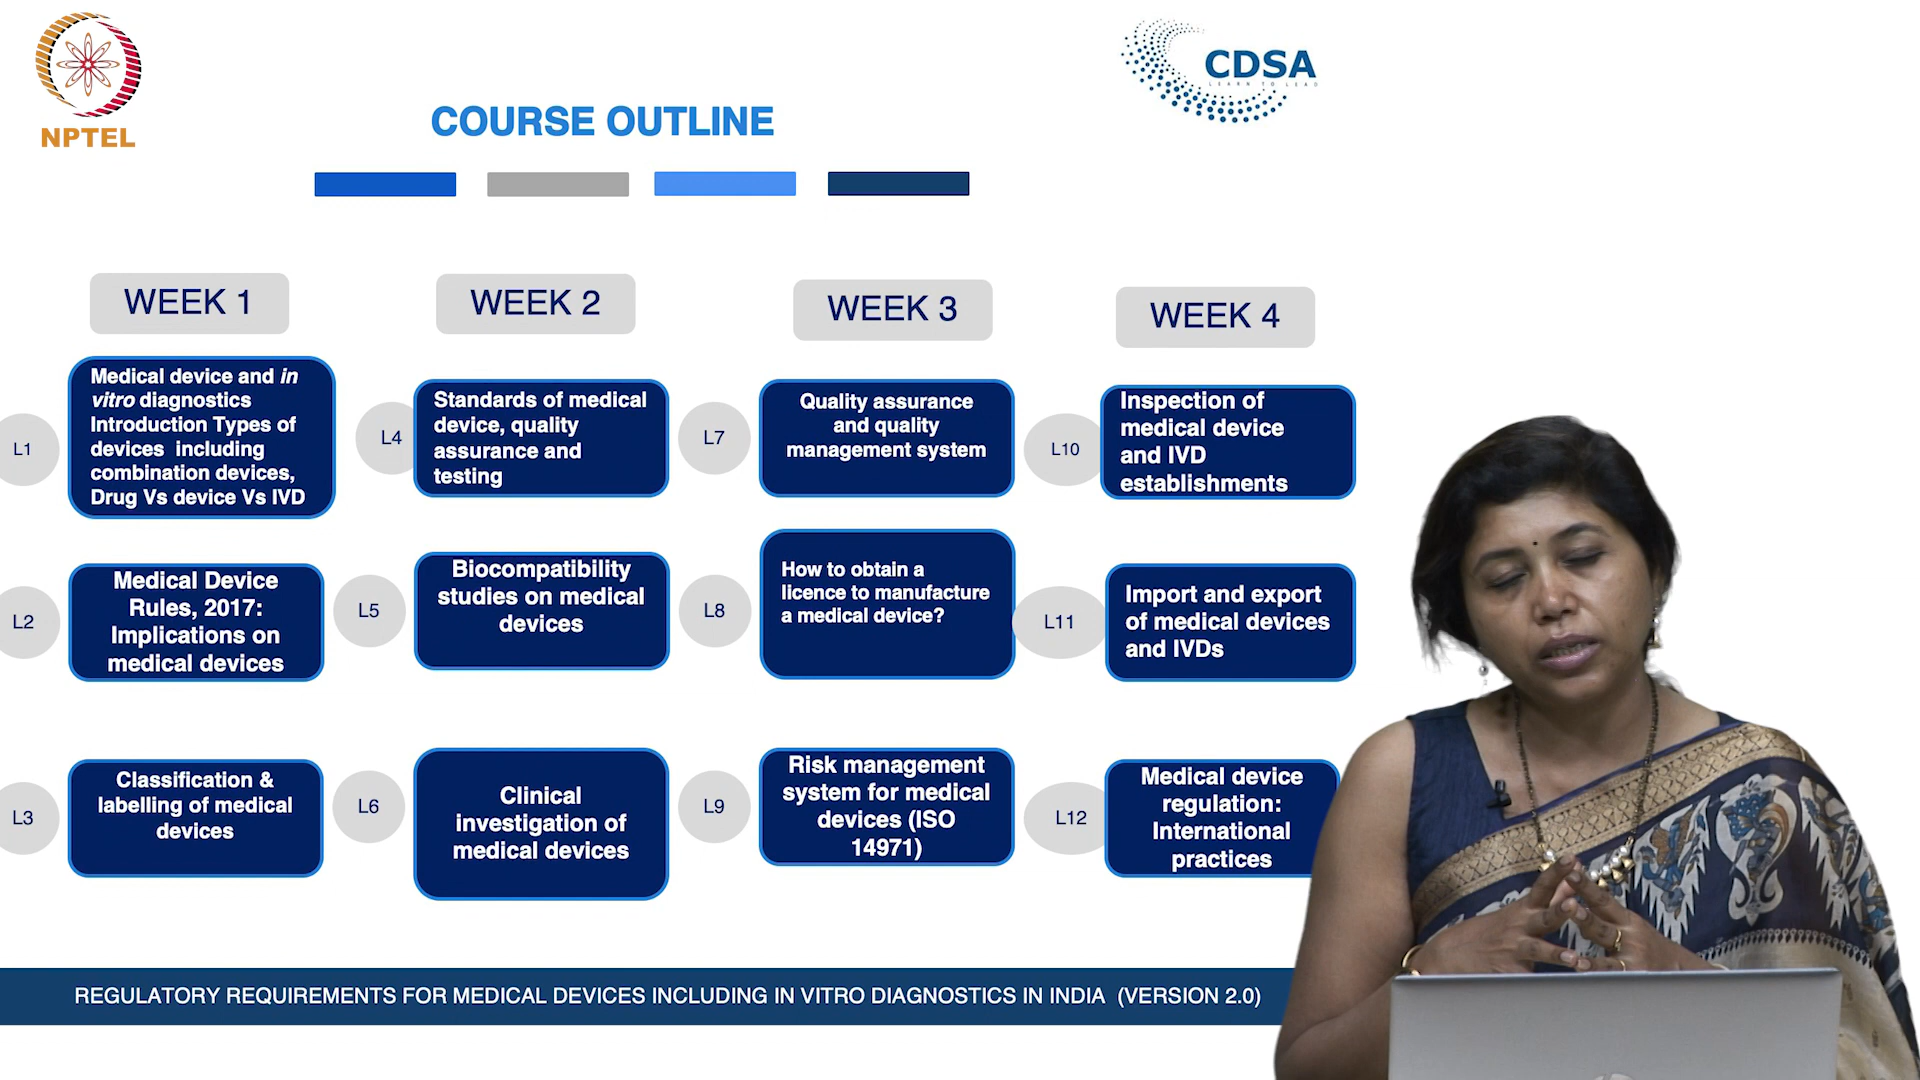 NPTEL
CDSA
LEARN TO LEAD
COURSE OUTLINE
WEEK 1
WEEK 2
WEEK 3
WEEK 4
L1
Medical device and in
vitro diagnostics
Introduction Types of
devices including
combination devices,
Drug Vs device Vs IVD
L4
Standards of medical
device, quality
assurance and
testing
L7
Quality assurance
and quality
management system
L10
Inspection of
medical device
and IVD
establishments
L2
Medical Device
Rules, 2017:
Implications on
medical devices
L5
Biocompatibility
studies on medical
devices
L8
How to obtain a
licence to manufacture
a medical device?
L11
Import and export
of medical devices
and IVDs
L3
Classification &
labelling of medical
devices
L6
Clinical
investigation of
medical devices
L9
Risk management
system for medical
devices (ISO
14971)
L12
Medical device
regulation:
International
practices
REGULATORY REQUIREMENTS FOR MEDICAL DEVICES INCLUDING IN VITRO DIAGNOSTICS IN INDIA (VERSION 2.0)